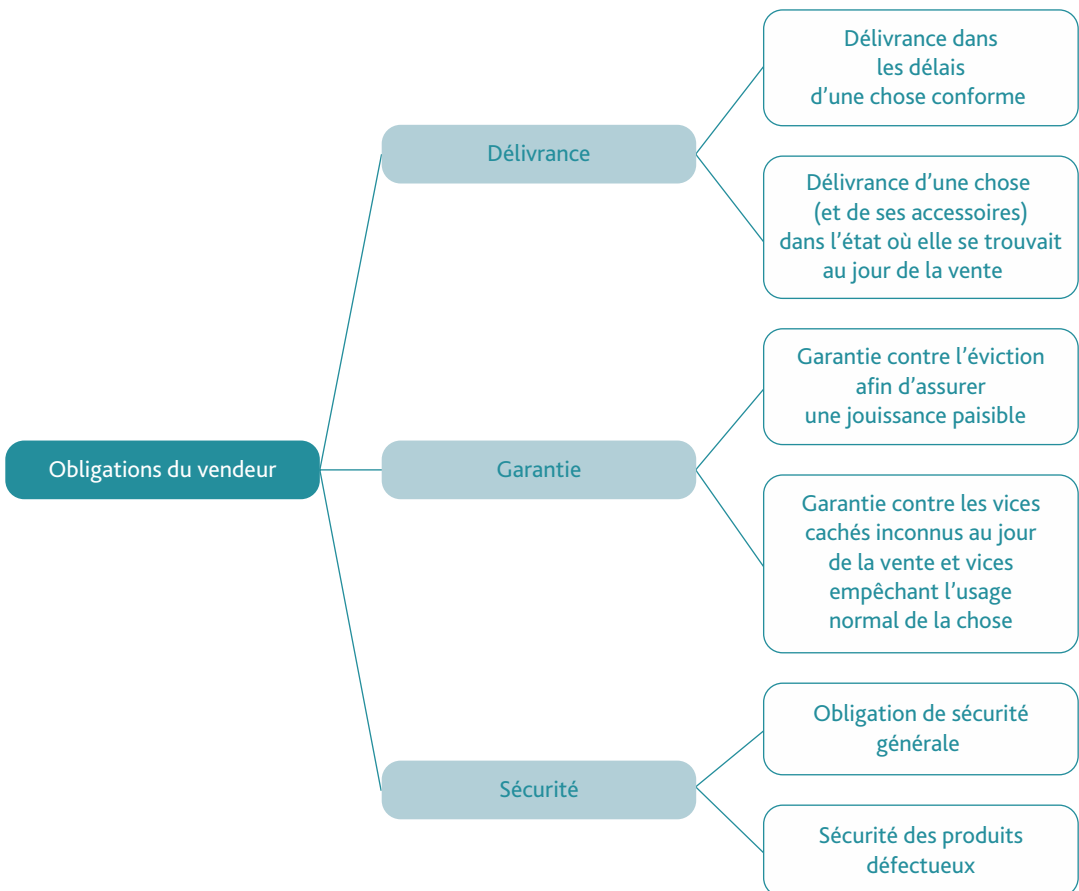 Délivrance dans
les délais
d'une chose conforme
Délivrance
Délivrance d'une chose
(et de ses accessoires)
dans l'état où elle se trouvait
au jour de la vente
Garantie contre l'éviction
afin d'assurer
une jouissance paisible
Obligations du vendeur
Garantie
Garantie contre les vices
cachés inconnus au jour
de la vente et vices
empêchant l'usage
normal de la chose
Obligation de sécurité
générale
Sécurité
Sécurité des produits
défectueux